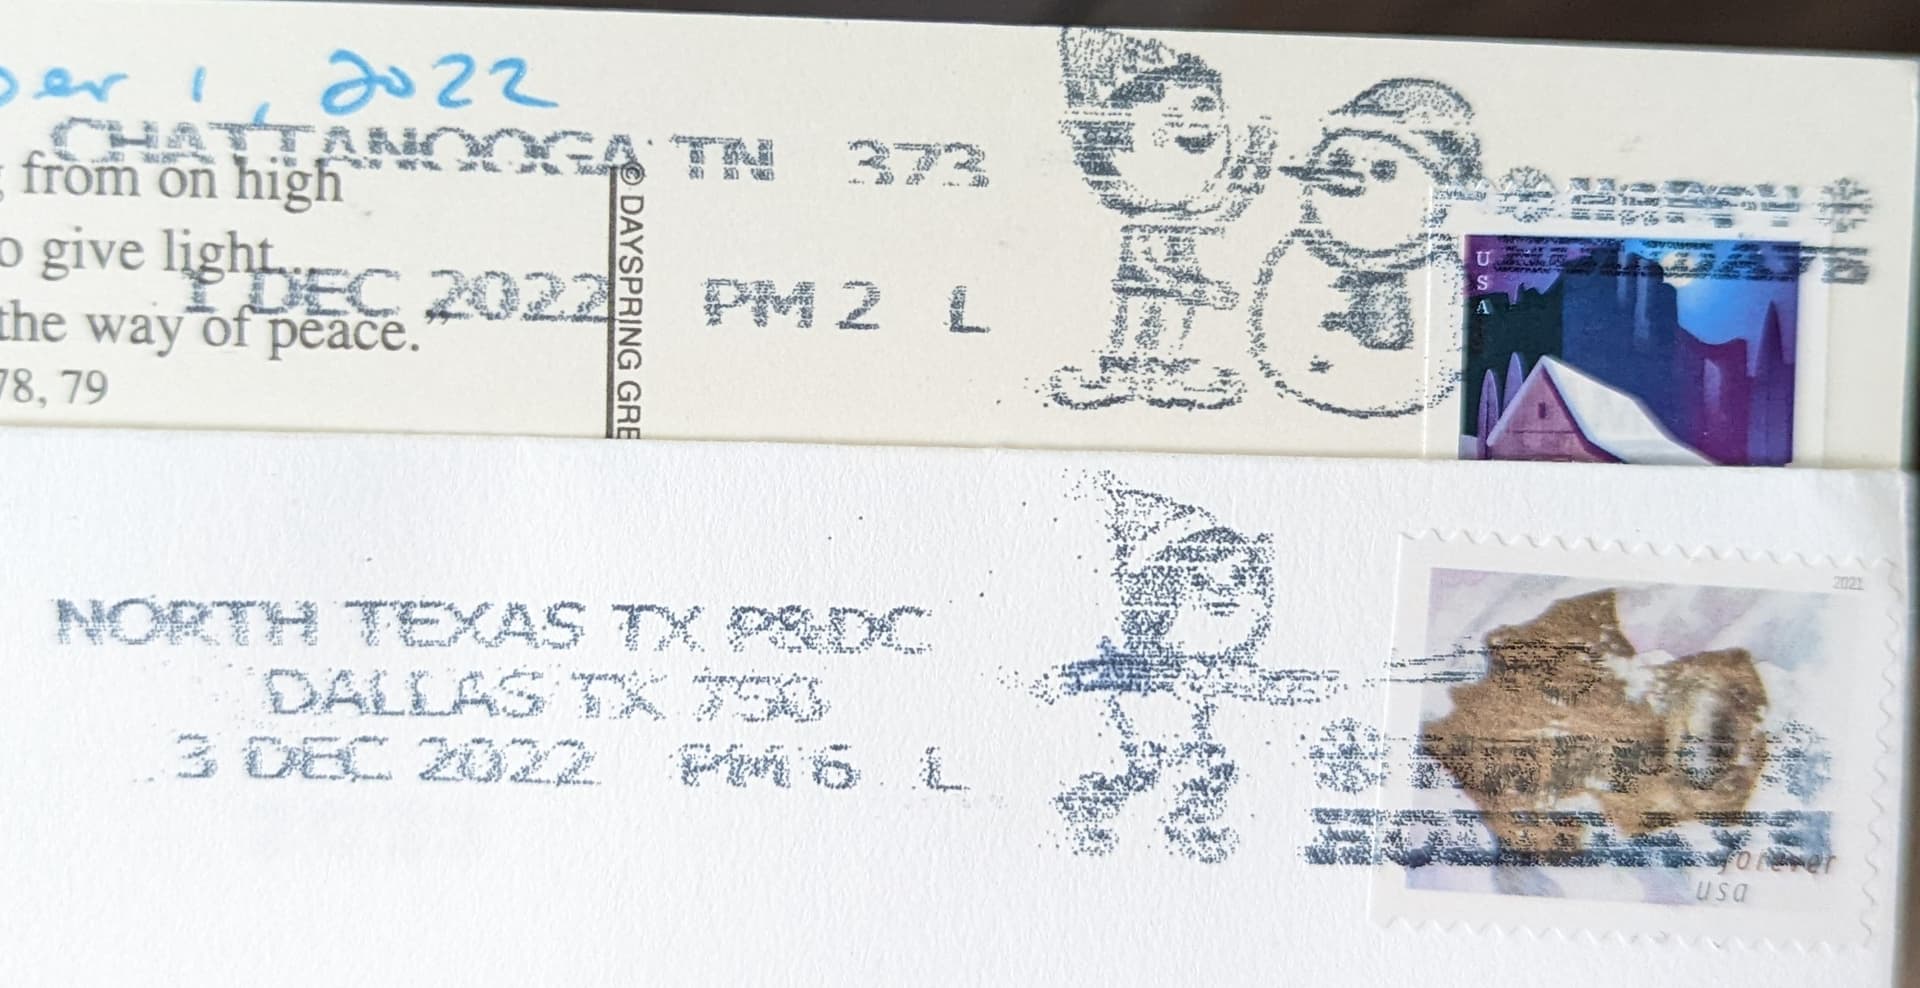 er 1, 2022
CHATTANOOGA TN 373
from on high
o give light...
1 DEC 2022 PM 2 L
the way of peace.”
78, 79
© DAYSPRING GRE
HAPPY
USA
NORTH TEXAS TX P&DC
DALLAS TX 750
3 DEC 2022 PM 6 L
2021
HOLIDAYS
forever
usa